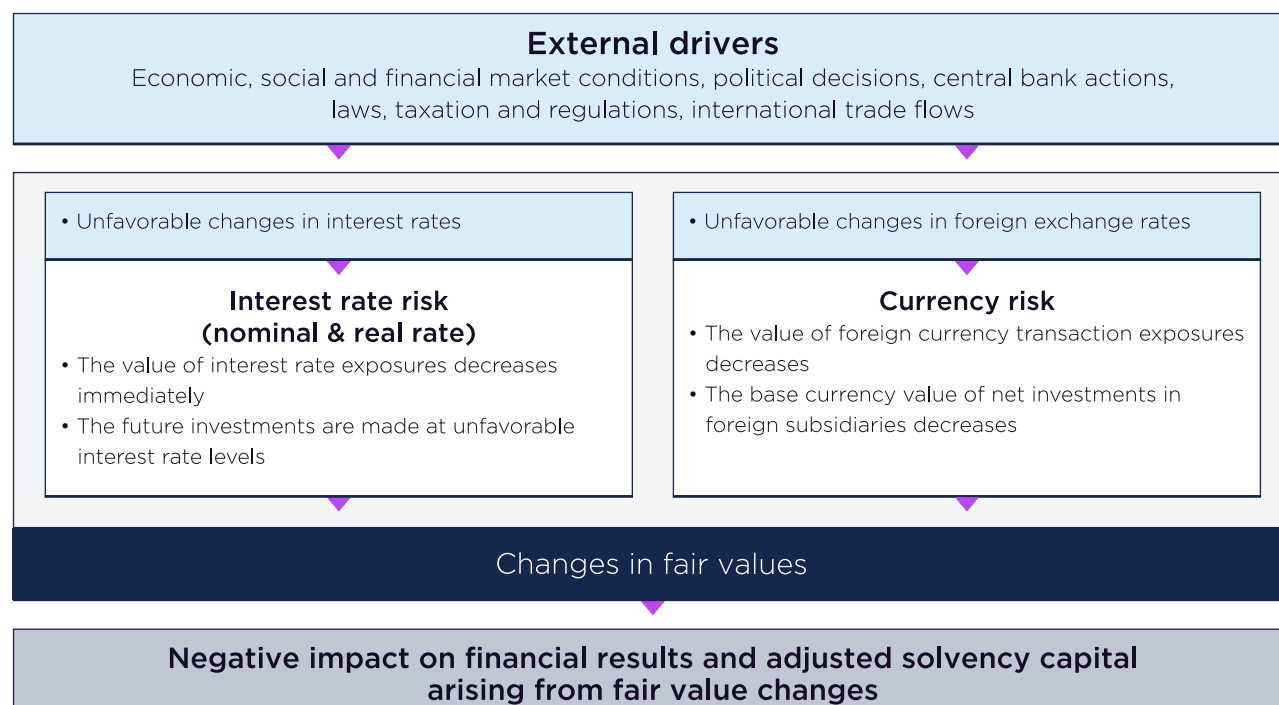 External drivers
Economic, social and financial market conditions, political decisions, central bank actions,
laws, taxation and regulations, international trade flows
• Unfavorable changes in interest rates
Interest rate risk
(nominal & real rate)
• The value of interest rate exposures decreases
immediately
• The future investments are made at unfavorable
interest rate levels
• Unfavorable changes in foreign exchange rates
Currency risk
• The value of foreign currency transaction exposures
decreases
• The base currency value of net investments in
foreign subsidiaries decreases
Changes in fair values
Negative impact on financial results and adjusted solvency capital
arising from fair value changes